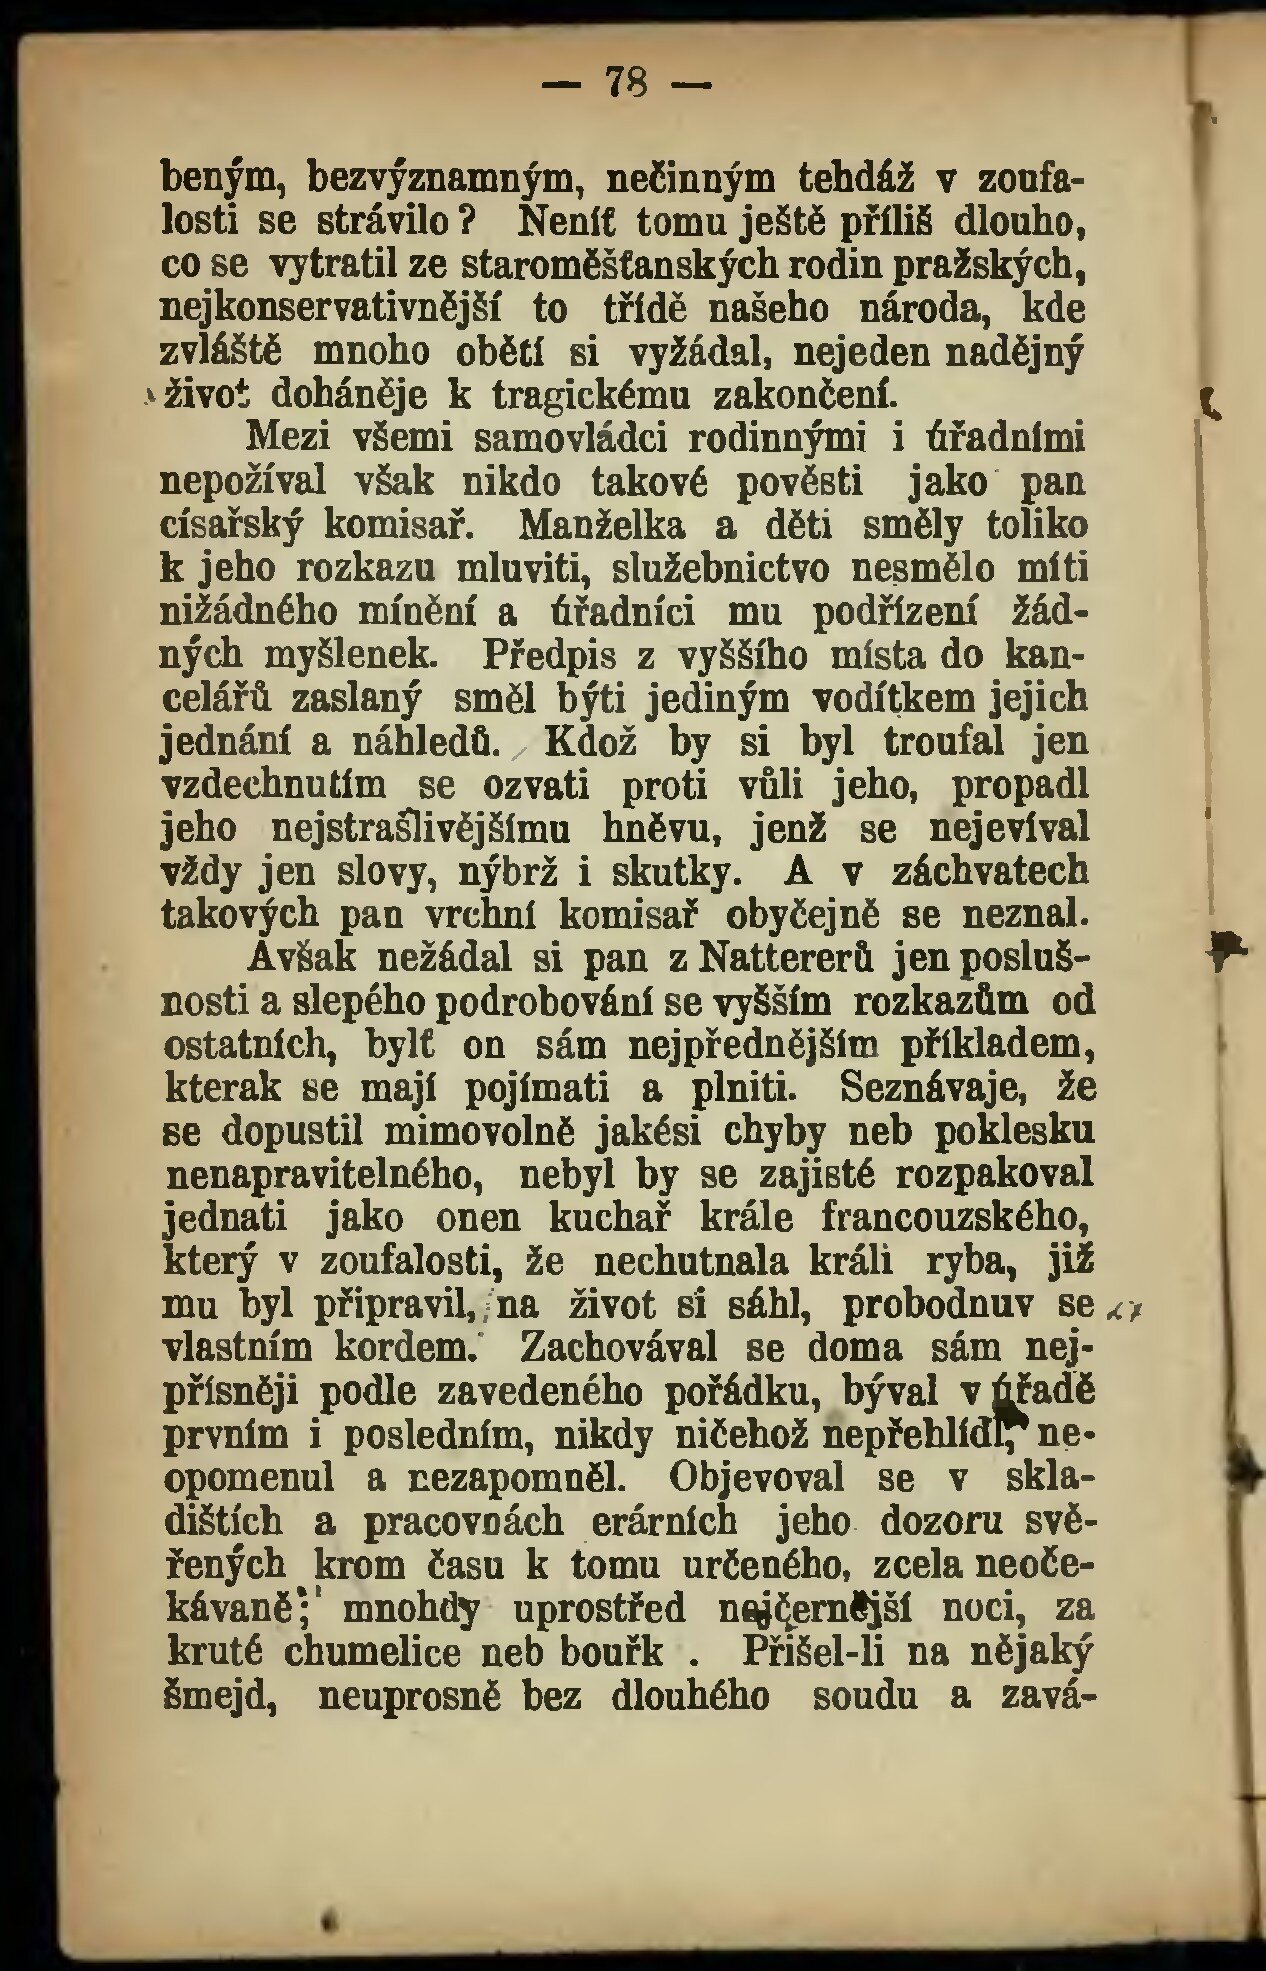 — 78 —
beným, bezvýznamným, nečinným tehdáž v zoufa-
losti se strávilo? Neníť tomu ještě příliš dlouho,
co se vytratil ze staroměšťanských rodin pražských,
nejkonservativnější to třídě našeho národa, kde
zvláště mnoho obětí si vyžádal, nejeden nadějný
život doháněje k tragickému zakončení.
Mezi všemi samovládci rodinnými i úřadními
nepožíval však nikdo takové pověsti jako pan
císařský komisař. Manželka a děti směly toliko
k jeho rozkazu mluviti, služebnictvo nesmělo míti
nižádného mínění a úřadníci mu podřízení žád-
ných myšlenek. Předpis z vyššího místa do kan-
celářů zaslaný směl býti jediným vodítkem jejich
jednání a náhledů. Kdož by si byl troufal jen
vzdechnutím se ozvati proti vůli jeho, propadl
jeho nejstrašlivějšímu hněvu, jenž se nejevíval
vždy jen slovy, nýbrž i skutky. A v záchvatech
takových pan vrchní komisař obyčejně se neznal.
Avšak nežádal si pan z Nattererů jen posluš-
nosti a slepého podrobování se vyšším rozkazům od
ostatních, bylť on sám nejpřednějším příkladem,
kterak se mají pojímati a plniti. Seznávaje, že
se dopustil mimovolně jakési chyby neb poklesku
nenapravitelného, nebyl by se zajisté rozpakoval
jednati jako onen kuchař krále francouzského,
který v zoufalosti, že nechutnala králi ryba, již
mu byl připravil, na život si sáhl, probodnuv se
vlastním kordem. Zachovával se doma sám nej-
přísněji podle zavedeného pořádku, býval v úřadě
prvním i posledním, nikdy ničehož nepřehlídl, ne-
opomenul a nezapomněl. Objevoval se v skla-
dištích a pracovnách erárních jeho dozoru svě-
řených krom času k tomu určeného, zcela neoče-
kávaně; mnohdy uprostřed nejčernější noci, za
kruté chumelice neb bouřk . Přišel-li na nějaký
šmejd, neuprosně bez dlouhého soudu a zavá-